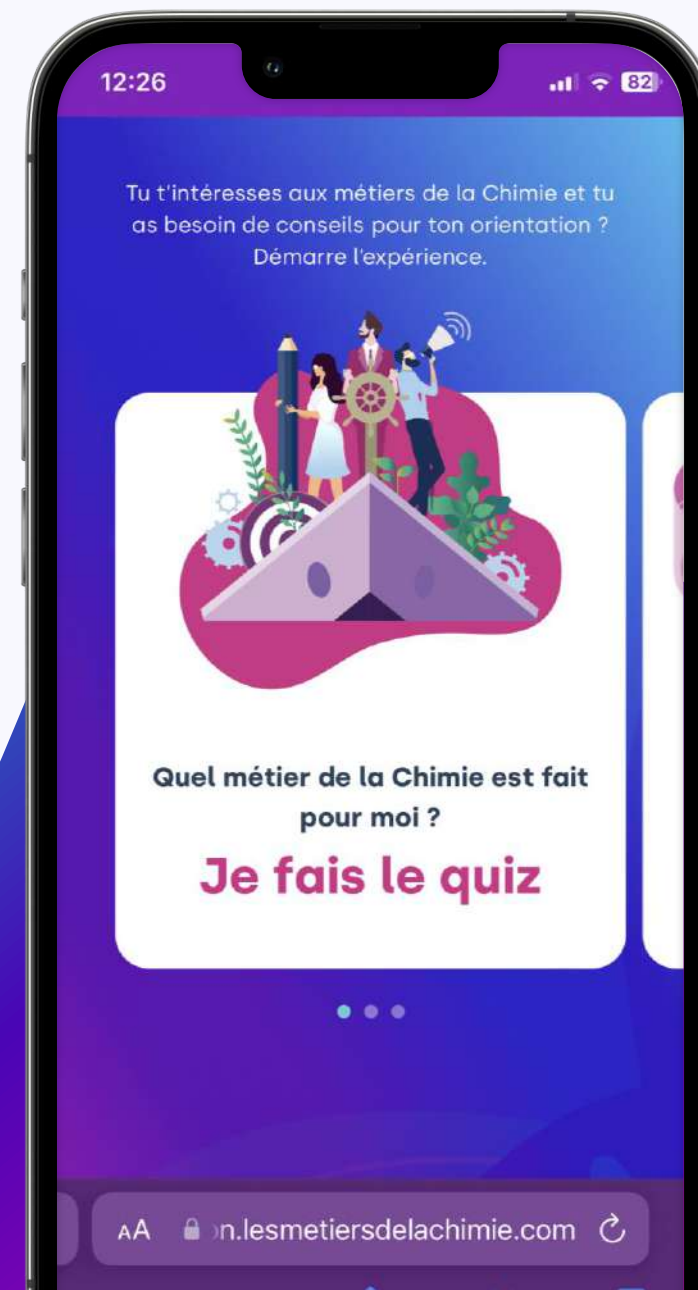 12:26
82
Tu t'intéresses aux métiers de la Chimie et tu
as besoin de conseils pour ton orientation ?
Démarre l'expérience.
Quel métier de la Chimie est fait
pour moi ?
Je fais le quiz
AA n.lesmetiersdelachimie.com